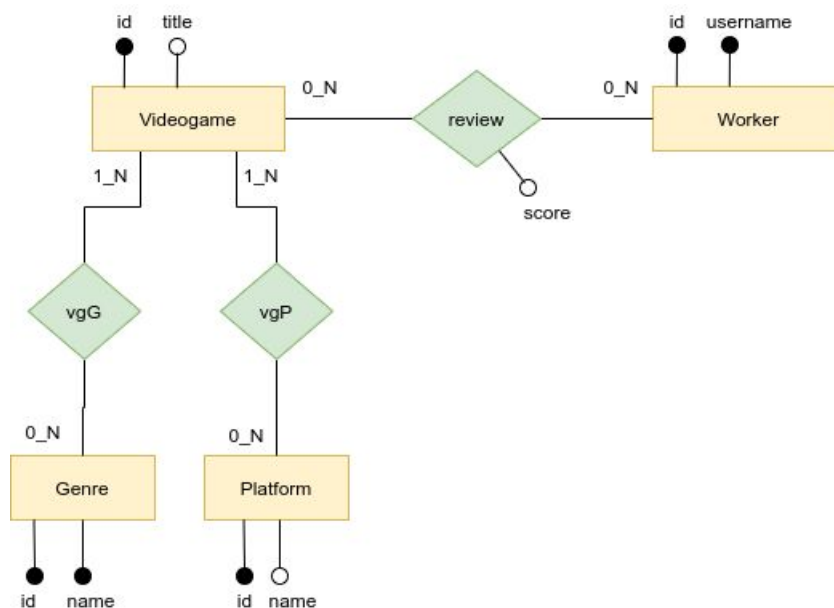 id title
id username
0_N 0_N
Videogame
review
Worker
1_N 1_N
score
vgG vgP
0_N 0_N
Genre Platform
id name id name